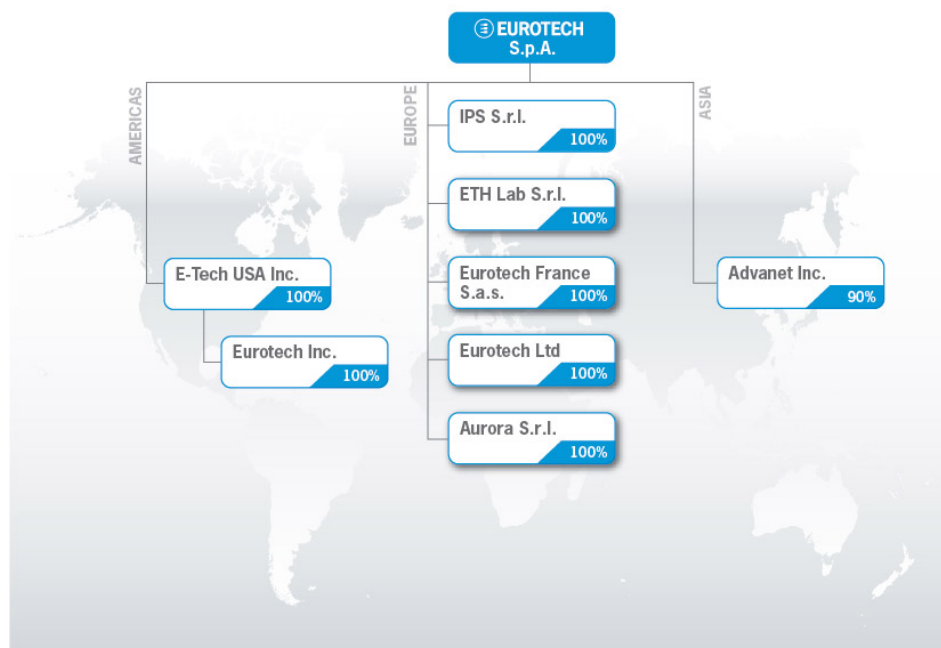 EUROTECH
S.p.A.
AMERICAS
EUROPE
ASIA
IPS S.r.l.
100%
ETH Lab S.r.l.
100%
E-Tech USA Inc.
100%
Eurotech France
S.a.s.
100%
Advanet Inc.
90%
Eurotech Inc.
100%
Eurotech Ltd
100%
Aurora S.r.l.
100%